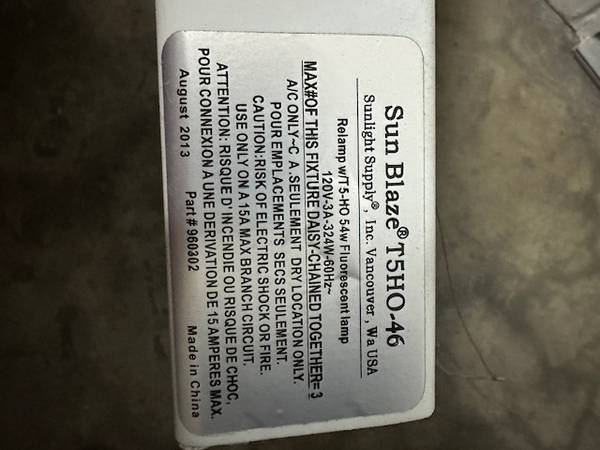 Sun Blaze® T5HO-46
Sunlight Supply®, Inc. Vancouver, Wa USA
Relamp w/T5-HO 54w Fluorescent lamp
120V-3A-324W-60Hz~
MAX#OF THIS FIXTURE DAISY-CHAINED TOGETHER=3
A/C ONLY~C A.SEULEMENT DRY LOCATION ONLY.
POUR EMPLACEMENTS SECS SEULEMENT.
CAUTION:RISK OF ELECTRIC SHOCK OR FIRE.
USE ONLY ON A 15A MAX BRANCH CIRCUIT.
ATTENTION: RISQUE D' INCENDIE OU RISQUE DE CHOC,
POUR CONNEXION A UNE DERIVATION DE 15 AMPERES MAX.
August 2013 Part # 960302 Made in China